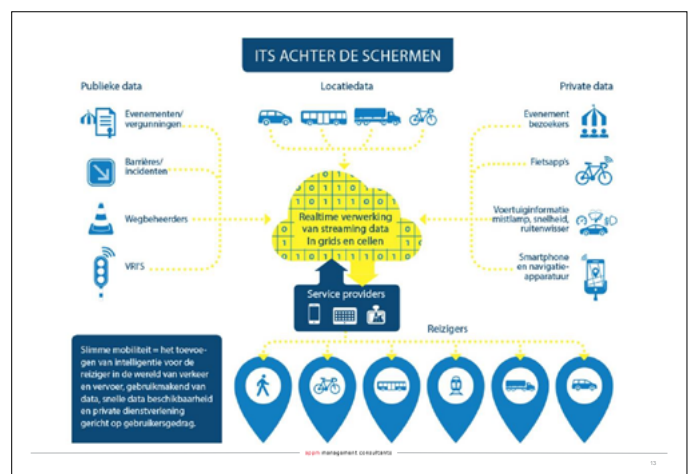 ITS ACHTER DE SCHERMEN
Publieke data
Locatiedata
Private data
Evenementen/
vergunningen
Barrières/
incidenten
Wegbeheerders
VRI'S
Evenement
bezoekers
Fietsapp's
Voertuiginformatie
mistlamp, snelheid,
ruitenwisser
Smartphone
en navigatie-
apparatuur
Realtime verwerking
van streaming data
In grids en cellen
Service providers
Reizigers
Slimme mobiliteit = het toevoe-
gen van intelligentie voor de
reiziger in de wereld van verkeer
en vervoer, gebruikmakend van
data, snelle data beschikbaarheid
en private dienstverlening
gericht op gebruikersgedrag.
appm management consultants